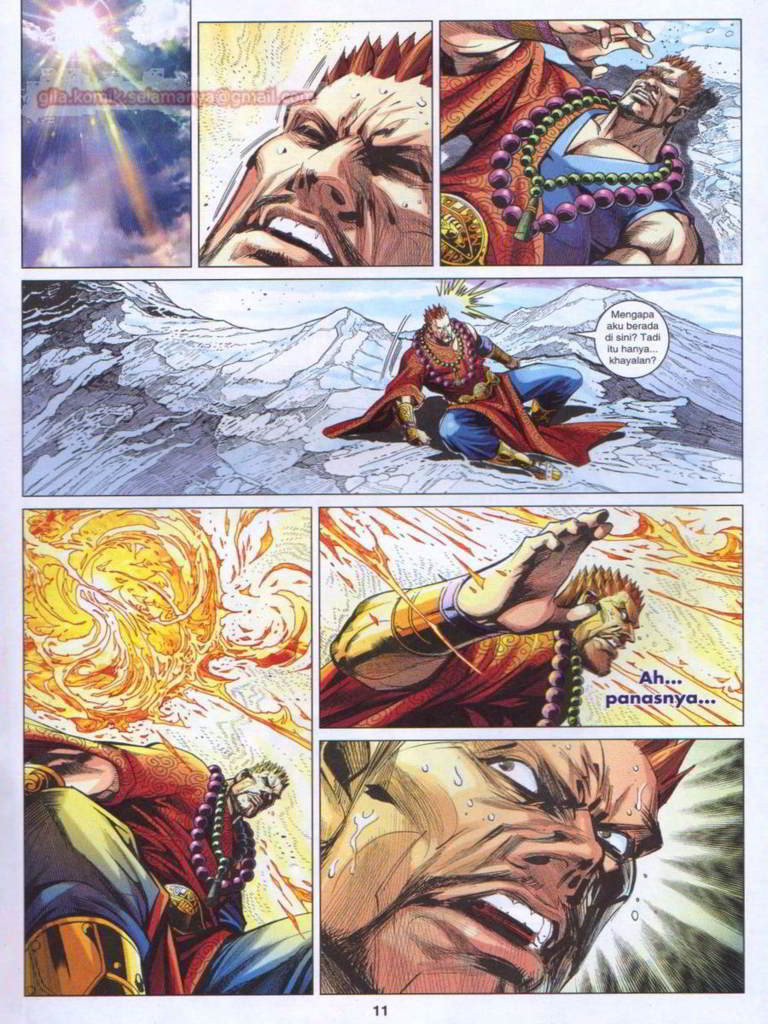 gila.komik.selamanya@gmail.com
Mengapa
aku berada
di sini? Tadi
itu hanya...
khayalan?
Ah...
panasnya...
11